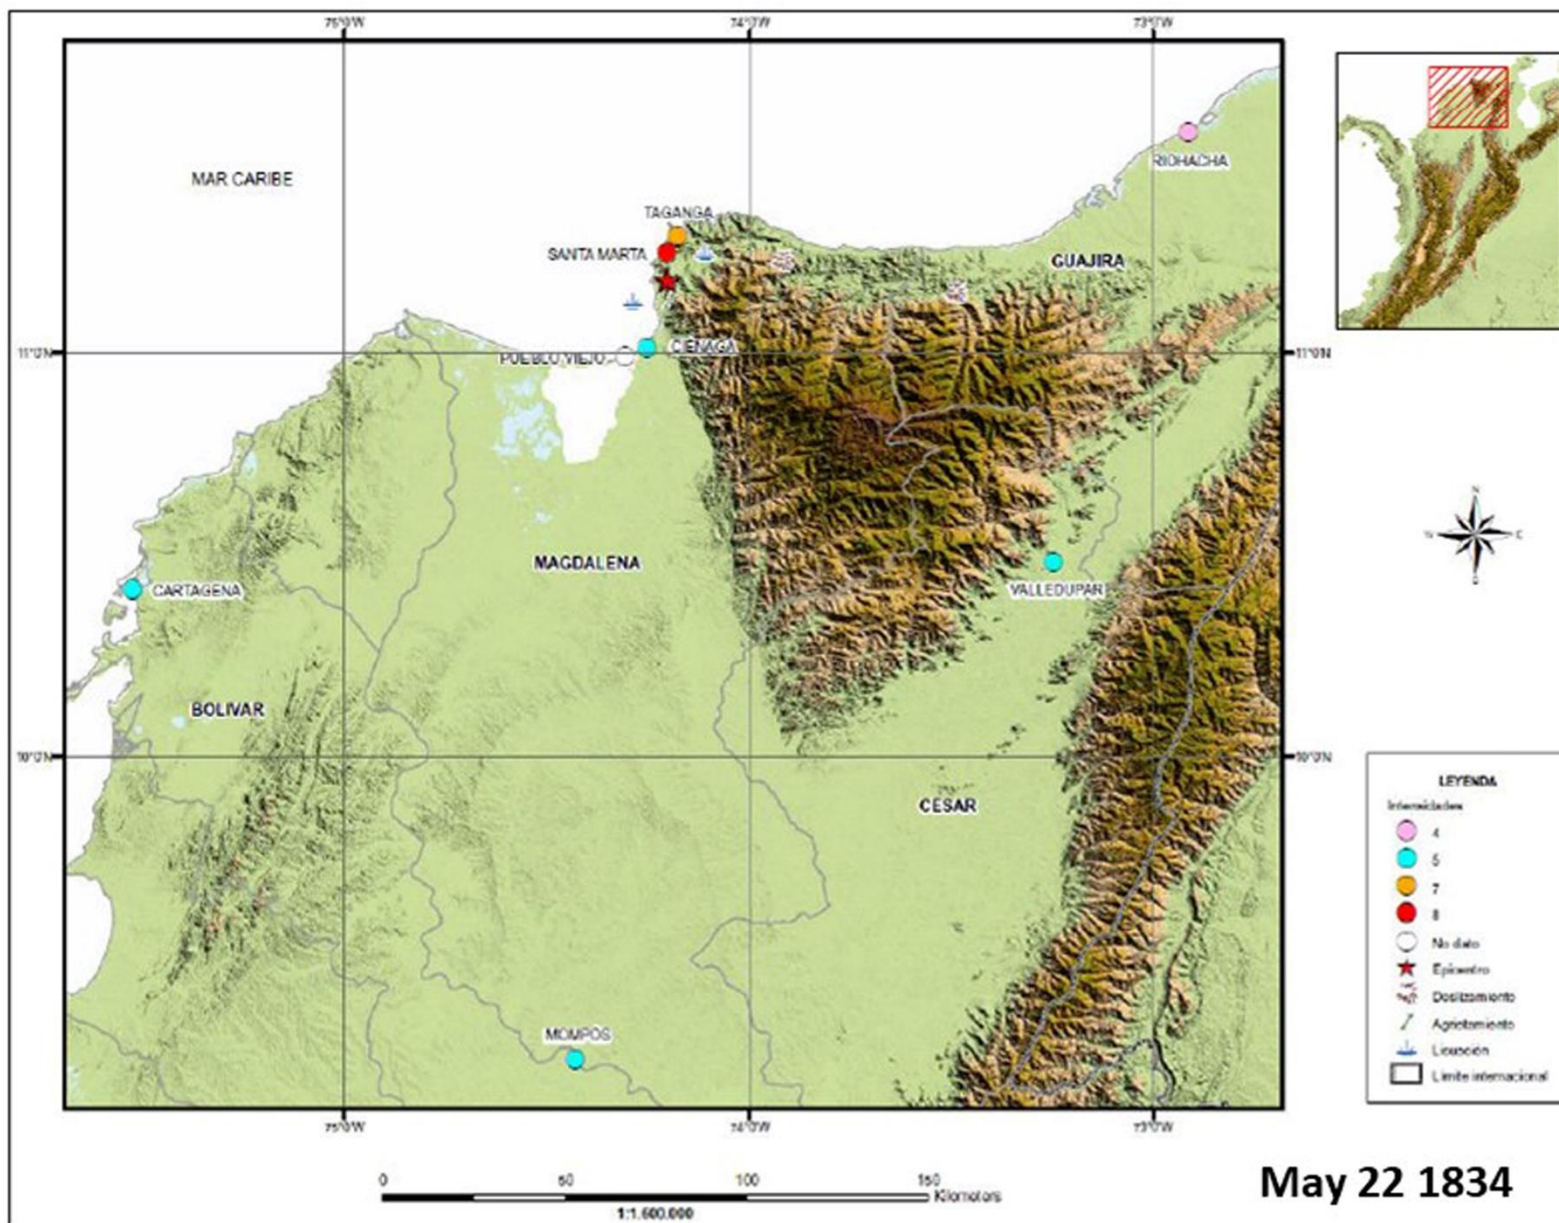 75°0'W 74°0'W 73°0'W
MAR CARIBE
RIOHACHA
TAGANGA
SANTA MARTA
GUAJIRA
11°0'N PUEBLO VIEJO CIENAGA 11°0'N
N
E
S
MAGDALENA
CARTAGENA
VALLEDUPAR
BOLIVAR
10°0'N 10°0'N
CESAR
MOMPOS
LEYENDA
Intensidades
4
5
7
8
No dato
Epicentro
Deslizamiento
Agrietamiento
Licuación
Límite internacional
75°0'W 74°0'W 73°0'W
0 50 100 150
Kilometers
1:1.600.000
May 22 1834